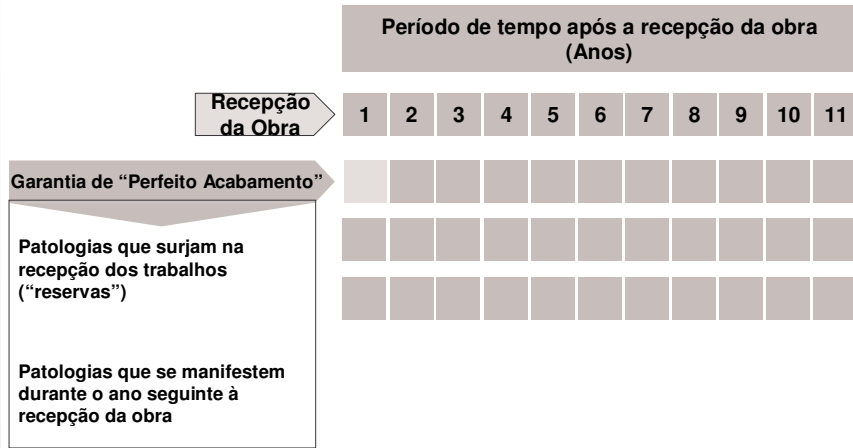 Período de tempo após a recepção da obra
(Anos)
Recepção
da Obra
1 2 3 4 5 6 7 8 9 10 11
Garantia de “Perfeito Acabamento”
Patologias que surjam na
recepção dos trabalhos
(“reservas”)
Patologias que se manifestem
durante o ano seguinte à
recepção da obra